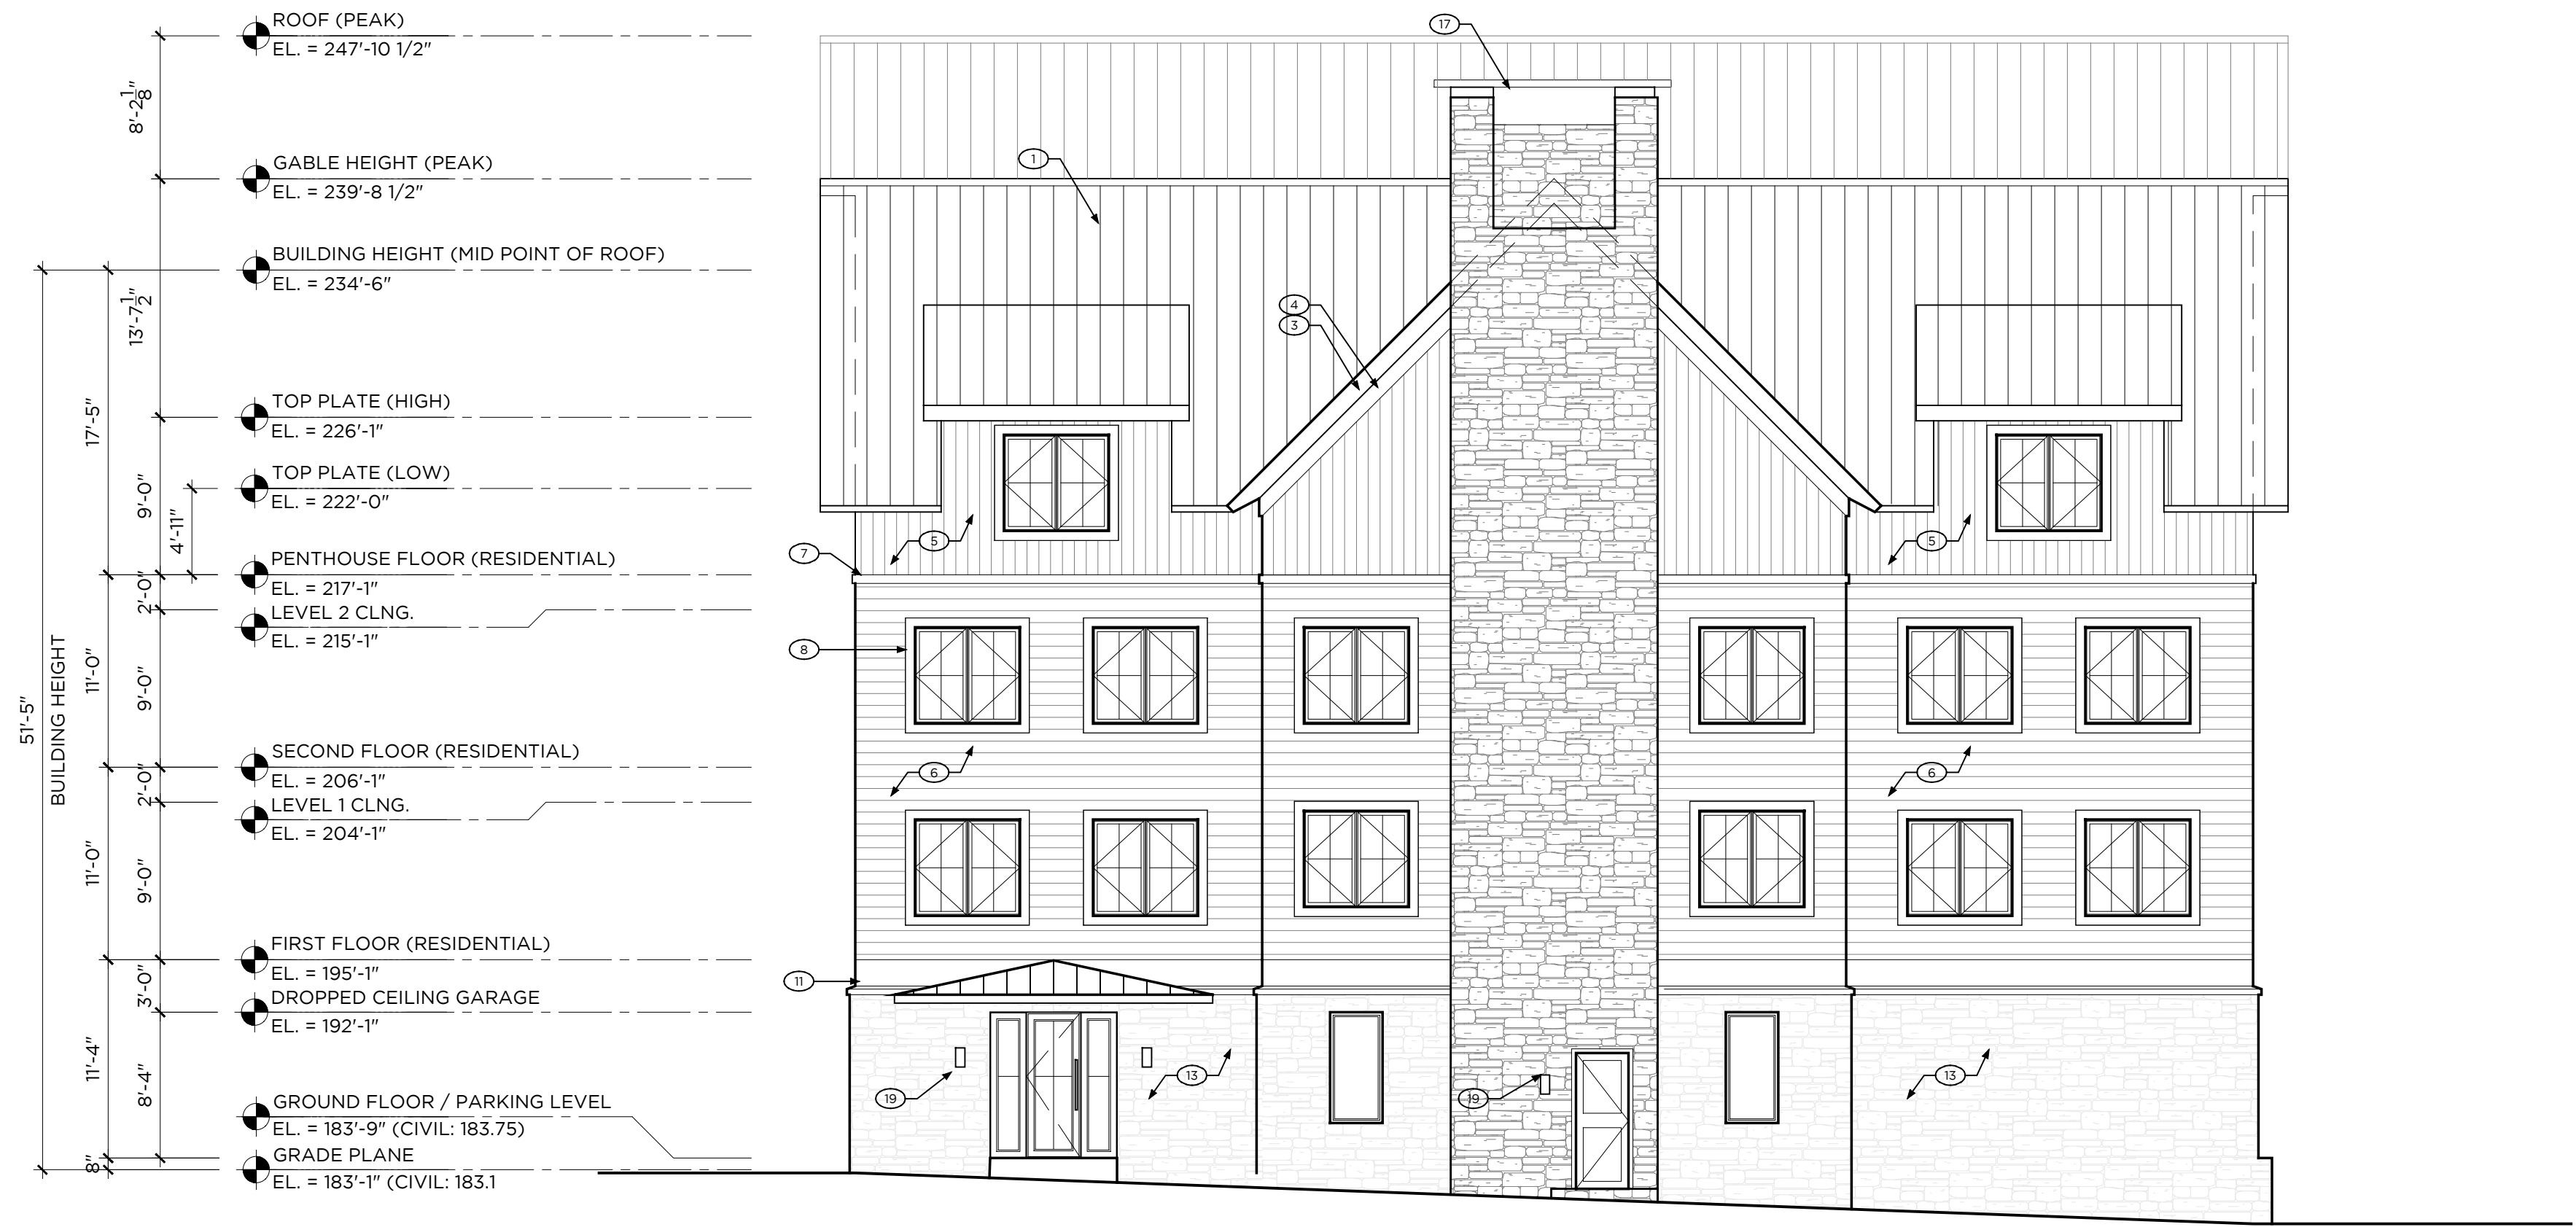 ROOF (PEAK)
EL. = 247'-10 1/2"
8'-2 1/8"
GABLE HEIGHT (PEAK)
EL. = 239'-8 1/2"
BUILDING HEIGHT (MID POINT OF ROOF)
EL. = 234'-6"
13'-7 1/2"
TOP PLATE (HIGH)
EL. = 226'-1"
17'-5"
TOP PLATE (LOW)
EL. = 222'-0"
9'-0"
4'-11"
PENTHOUSE FLOOR (RESIDENTIAL)
EL. = 217'-1"
2'-0"
LEVEL 2 CLNG.
EL. = 215'-1"
11'-0"
9'-0"
51'-5"
BUILDING HEIGHT
SECOND FLOOR (RESIDENTIAL)
EL. = 206'-1"
2'-0"
LEVEL 1 CLNG.
EL. = 204'-1"
11'-0"
9'-0"
FIRST FLOOR (RESIDENTIAL)
EL. = 195'-1"
3'-0"
DROPPED CEILING GARAGE
EL. = 192'-1"
11'-4"
8'-4"
GROUND FLOOR / PARKING LEVEL
EL. = 183'-9" (CIVIL: 183.75)
8"
GRADE PLANE
EL. = 183'-1" (CIVIL: 183.1
17
1
4
3
5
5
7
8
6
6
11
13
13
19
19